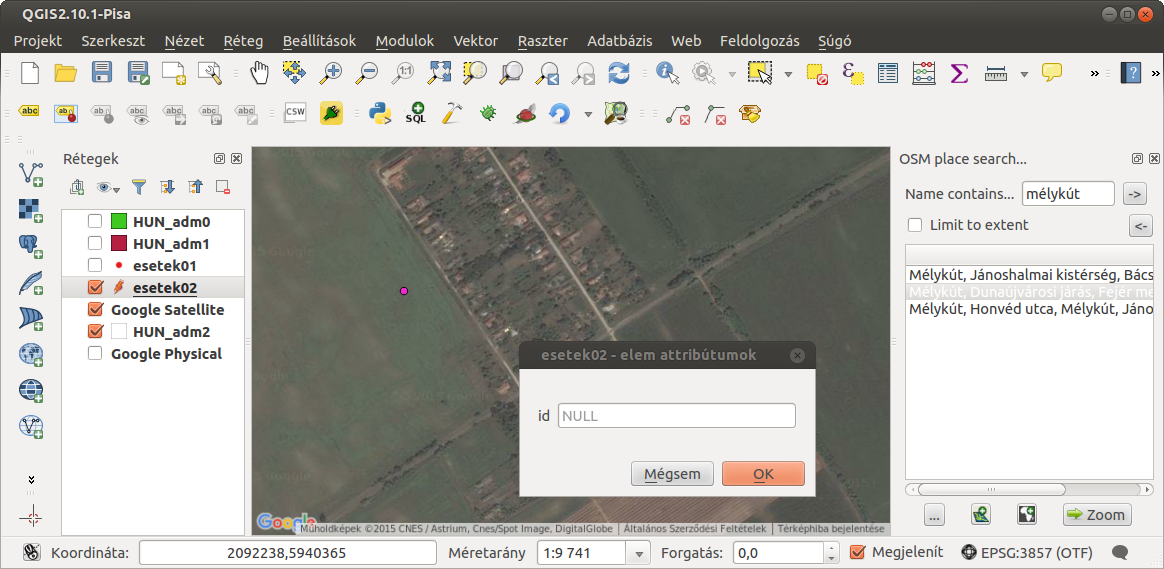 QGIS2.10.1-Pisa
Projekt Szerkeszt Nézet Réteg Beállítások Modulok Vektor Raszter Adatbázis Web Feldolgozás Súgó
1:1
abc ab abc abc abc abc abc CSW SQL
Rétegek
HUN_adm0
HUN_adm1
esetek01
esetek02
Google Satellite
HUN_adm2
Google Physical
OSM place search...
Name contains... mélykút ->
Limit to extent <-
Mélykút, Jánoshalmai kistérség, Bács
Mélykút, Dunaújvárosi járás, Fejér me
Mélykút, Honvéd utca, Mélykút, Jáno
esetek02 - elem attribútumok
id NULL
Mégsem OK
Google Műholdképek ©2015 CNES / Astrium, Cnes/Spot Image, DigitalGlobe Általános Szerződési Feltételek Térképhiba bejelentése
... Zoom
Koordináta: 2092238,5940365 Méretarány 1:9 741 Forgatás: 0,0 Megjelenít EPSG:3857 (OTF)